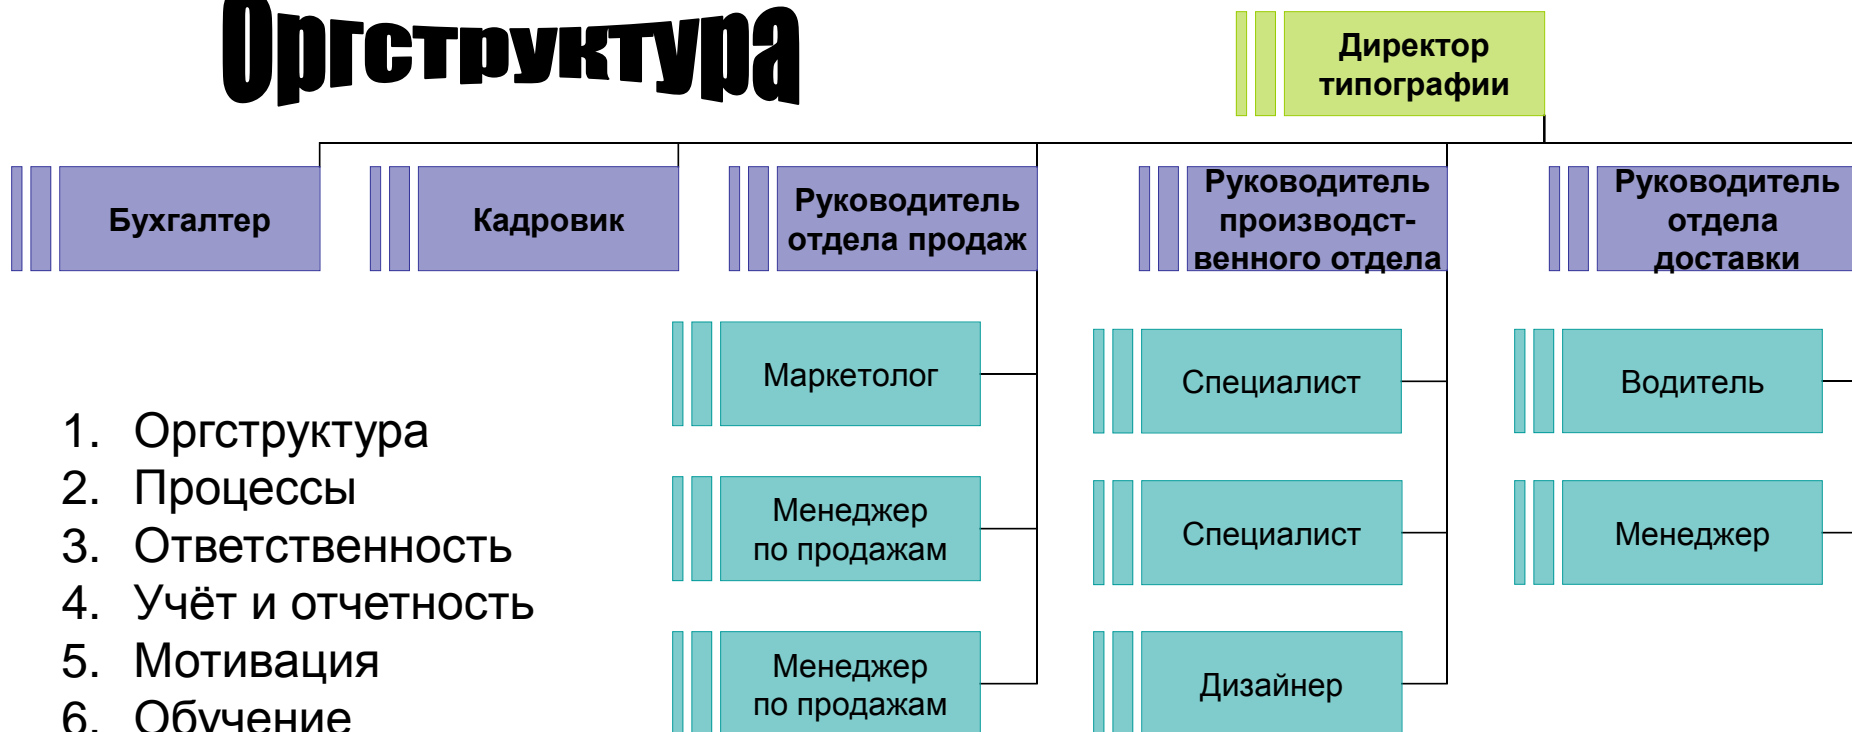 Оргструктура
Директор
типографии
Бухгалтер
Кадровик
Руководитель
отдела продаж
Руководитель
производст-
венного отдела
Руководитель
отдела
доставки
Маркетолог
Менеджер
по продажам
Менеджер
по продажам
Специалист
Специалист
Дизайнер
Водитель
Менеджер
1. Оргструктура
2. Процессы
3. Ответственность
4. Учёт и отчетность
5. Мотивация
6. Обучение